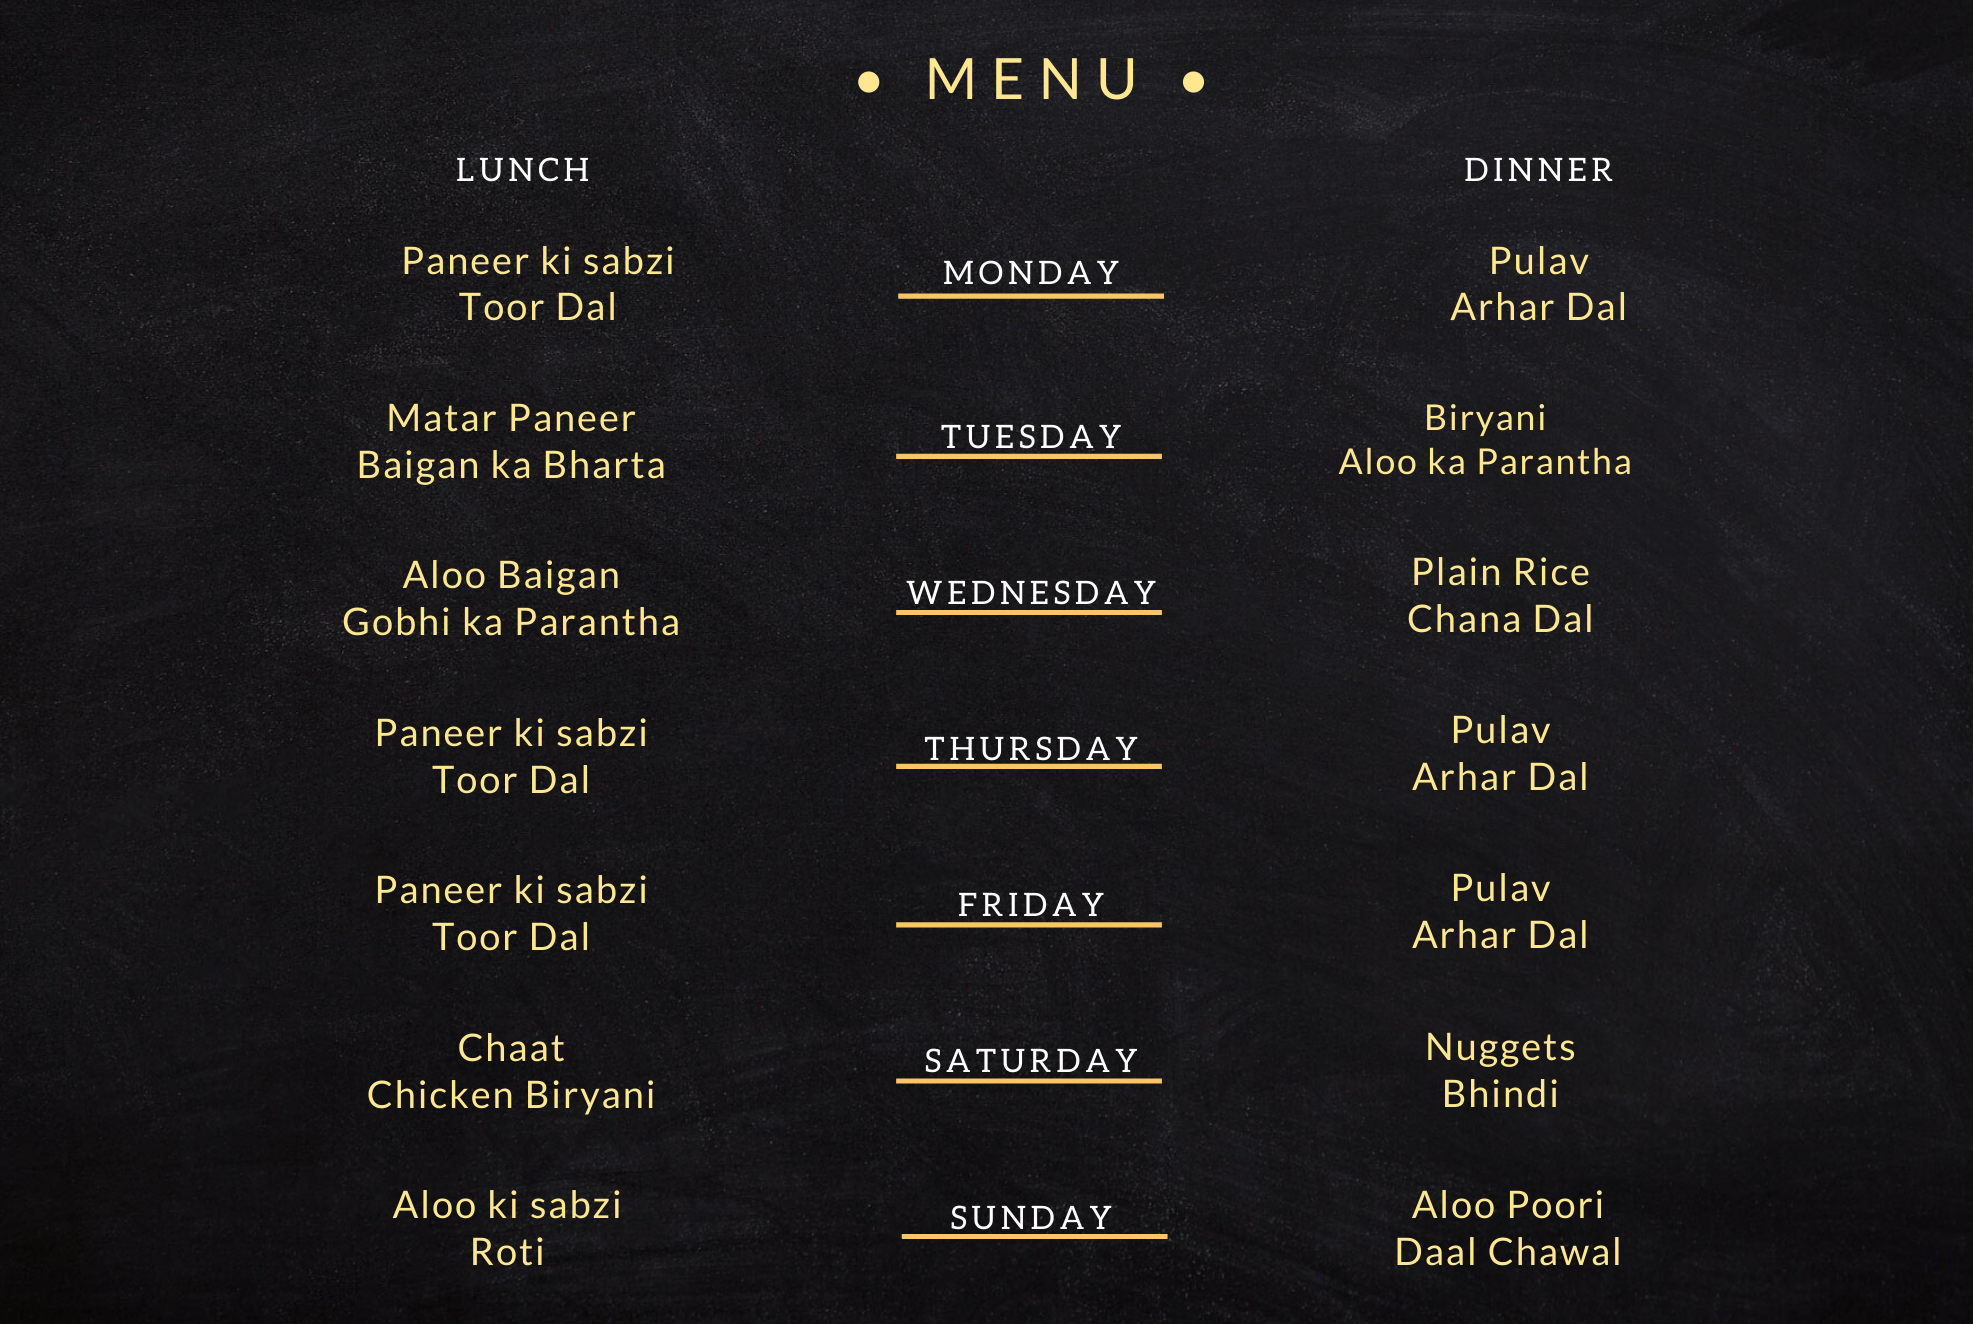 • MENU •
LUNCH
DINNER
Paneer ki sabzi
Toor Dal
MONDAY
Pulav
Arhar Dal
Matar Paneer
Baigan ka Bharta
TUESDAY
Biryani
Aloo ka Parantha
Aloo Baigan
Gobhi ka Parantha
WEDNESDAY
Plain Rice
Chana Dal
Paneer ki sabzi
Toor Dal
THURSDAY
Pulav
Arhar Dal
Paneer ki sabzi
Toor Dal
FRIDAY
Pulav
Arhar Dal
Chaat
Chicken Biryani
SATURDAY
Nuggets
Bhindi
Aloo ki sabzi
Roti
SUNDAY
Aloo Poori
Daal Chawal